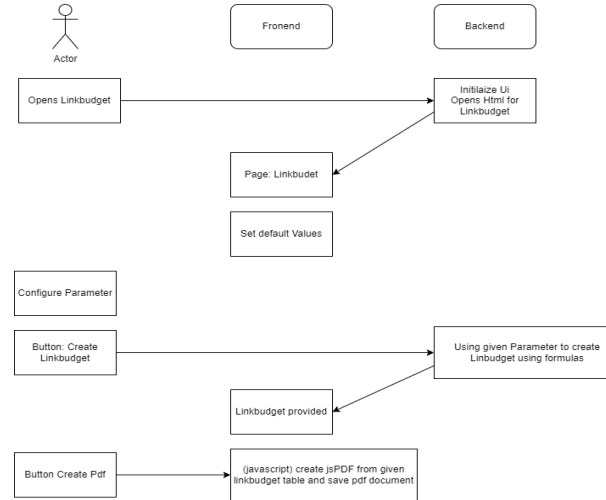 Fronend
Backend
Actor
Opens Linkbudget
Initilaize Ui
Opens Html for
Linkbudget
Page: Linkbudet
Set default Values
Configure Parameter
Button: Create
Linkbudget
Using given Parameter to create
Linbudget using formulas
Linkbudget provided
Button Create Pdf
(javascript) create jsPDF from given
linkbudget table and save pdf document